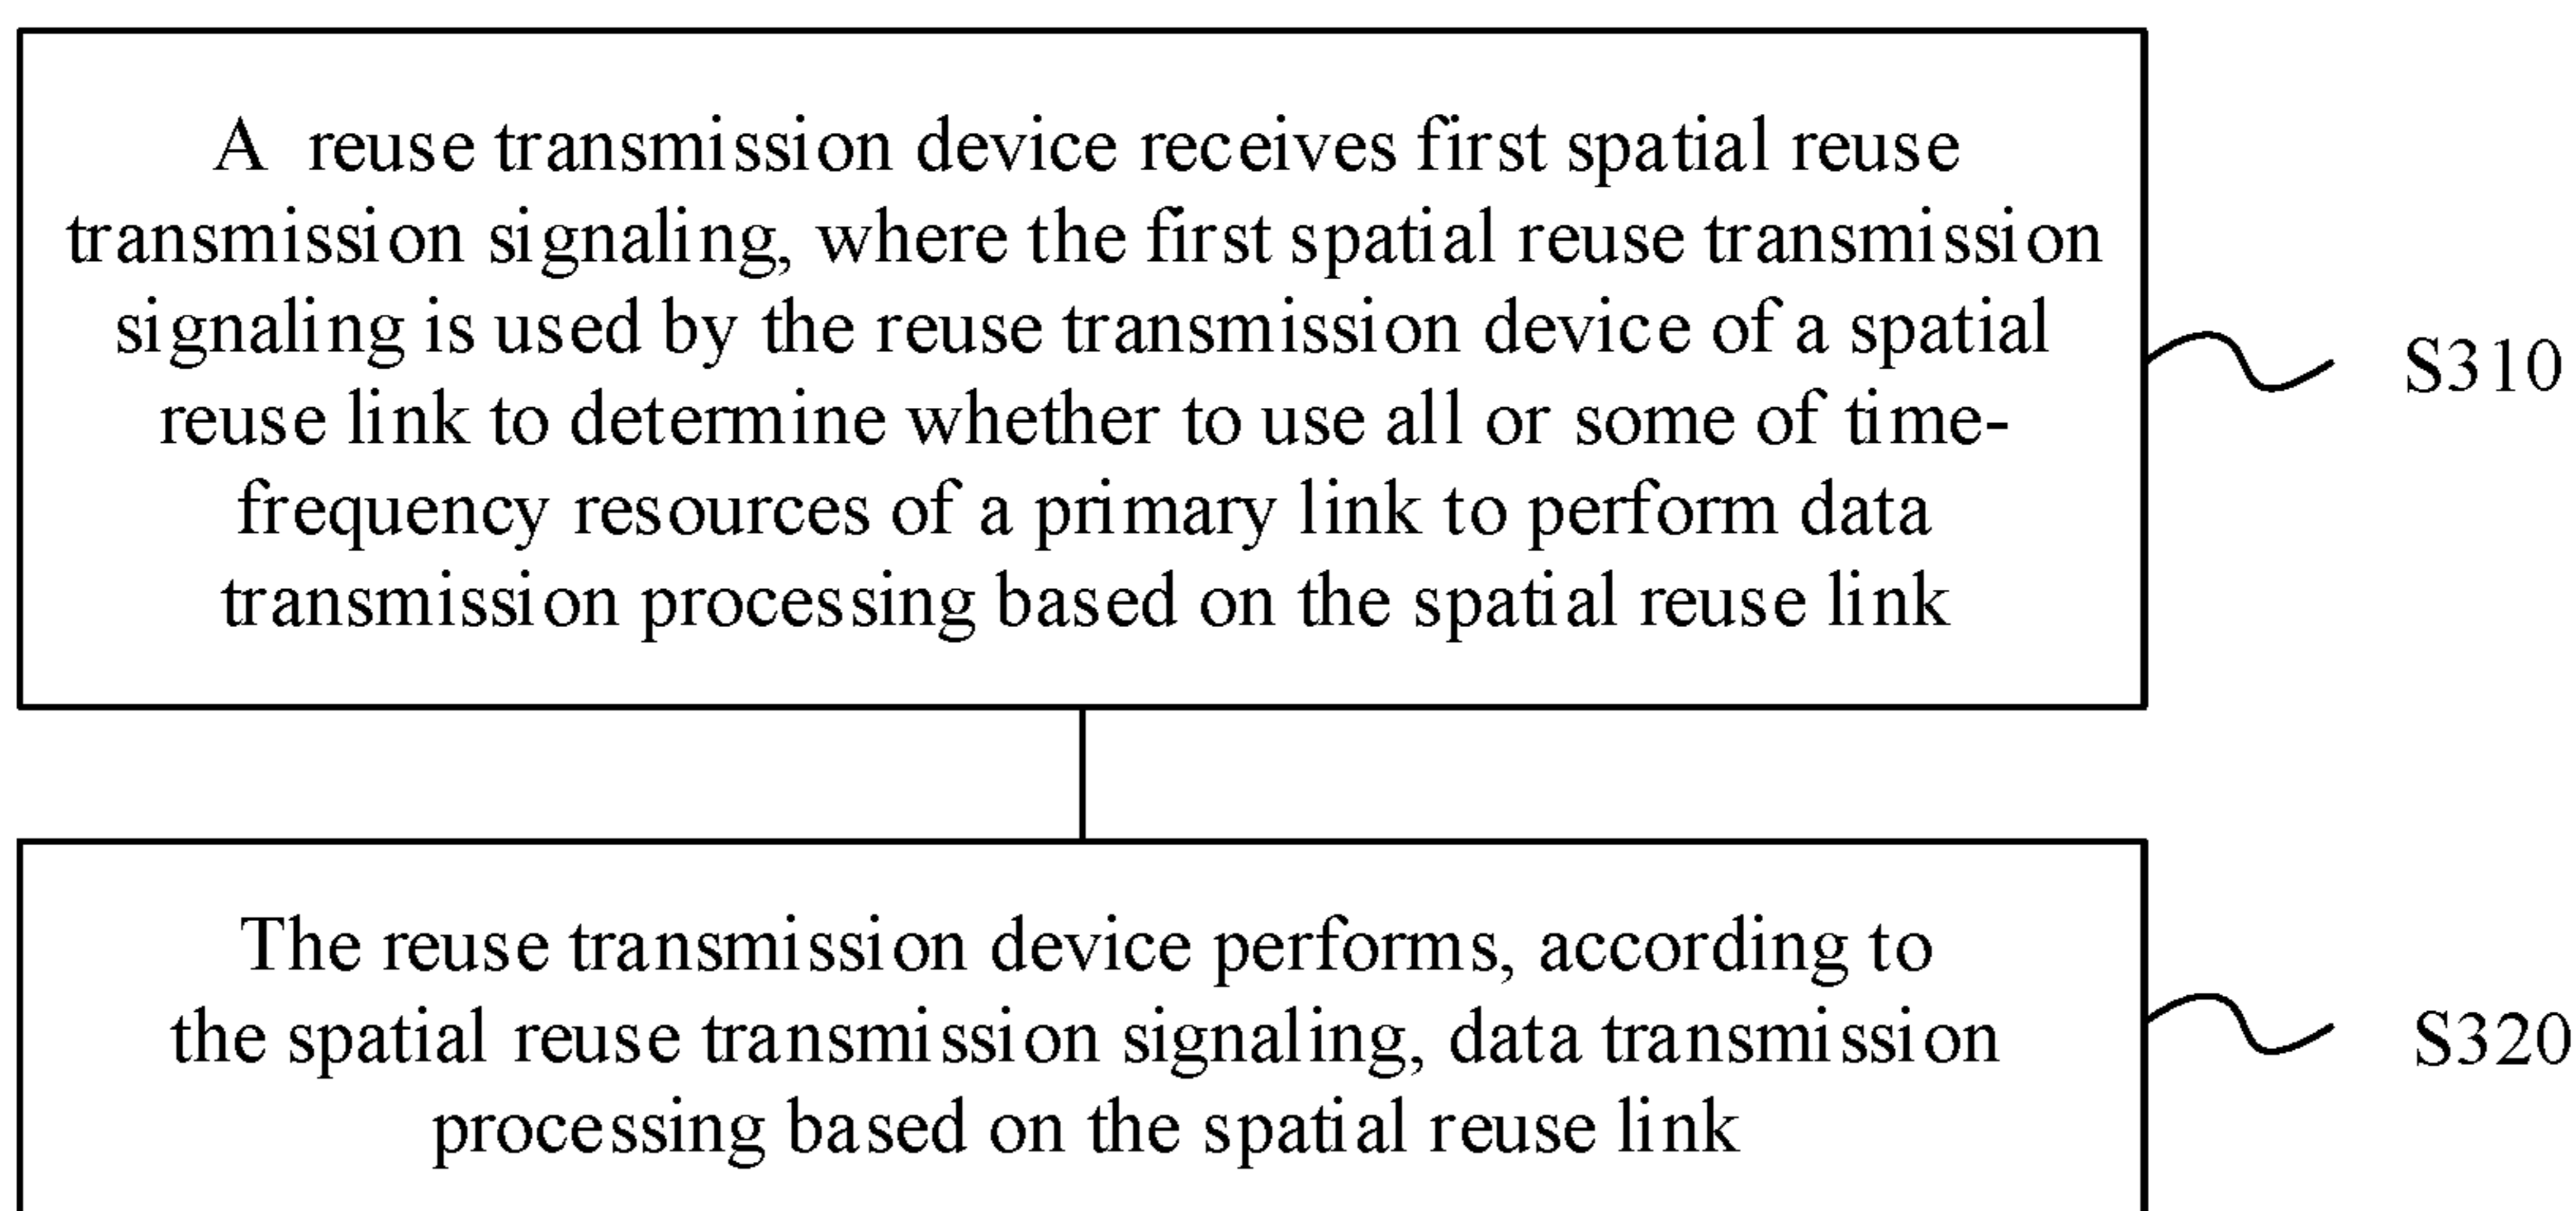 A reuse transmission device receives first spatial reuse
transmission signaling, where the first spatial reuse transmission
signaling is used by the reuse transmission device of a spatial
reuse link to determine whether to use all or some of time-
frequency resources of a primary link to perform data
transmission processing based on the spatial reuse link
S310
The reuse transmission device performs, according to
the spatial reuse transmission signaling, data transmission
processing based on the spatial reuse link
S320